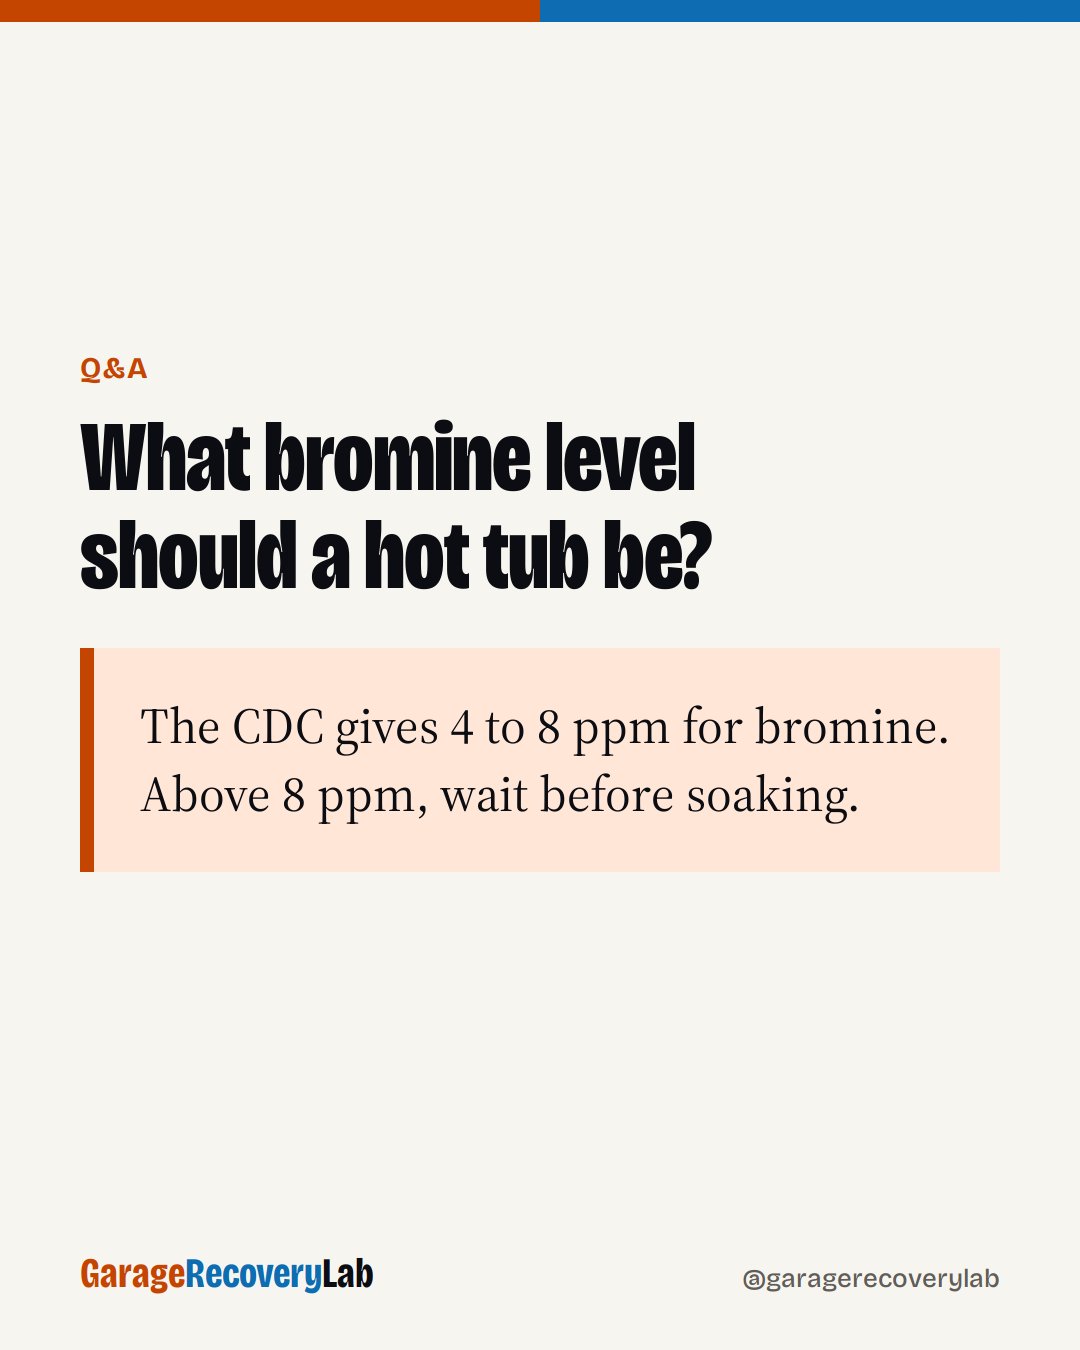 Q&A
What bromine level
should a hot tub be?
The CDC gives 4 to 8 ppm for bromine.
Above 8 ppm, wait before soaking.
GarageRecoveryLab
@garagerecoverylab